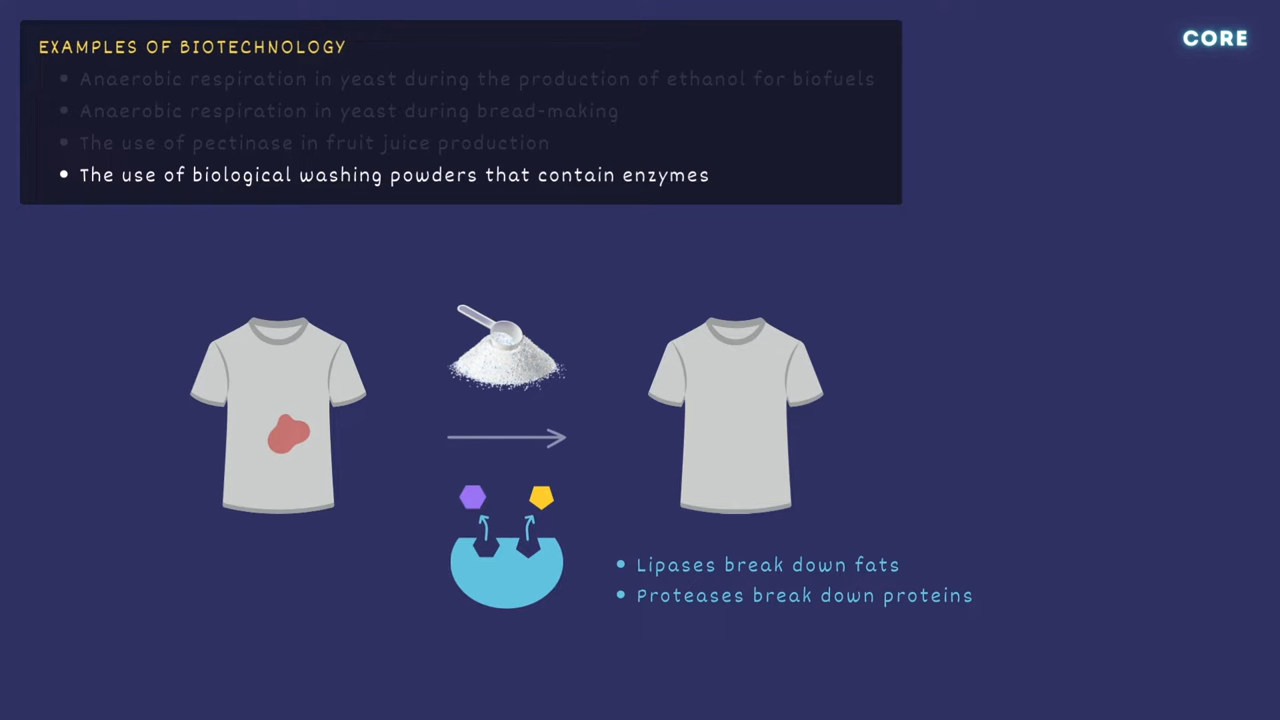 EXAMPLES OF BIOTECHNOLOGY
CORE
• Anaerobic respiration in yeast during the production of ethanol for biofuels
• Anaerobic respiration in yeast during bread-making
• The use of pectinase in fruit juice production
• The use of biological washing powders that contain enzymes
• Lipases break down fats
• Proteases break down proteins